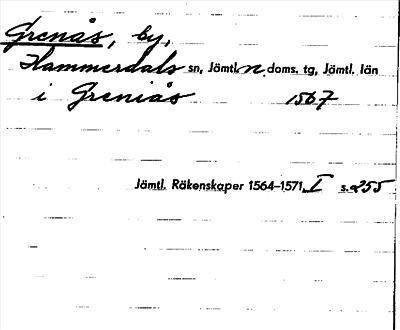 Grenås, by,
Hammerdals sn, Jämtl. n. doms. tg, Jämtl. län
i Greniås 1567
Jämtl. Räkenskaper 1564–1571, I s. 255